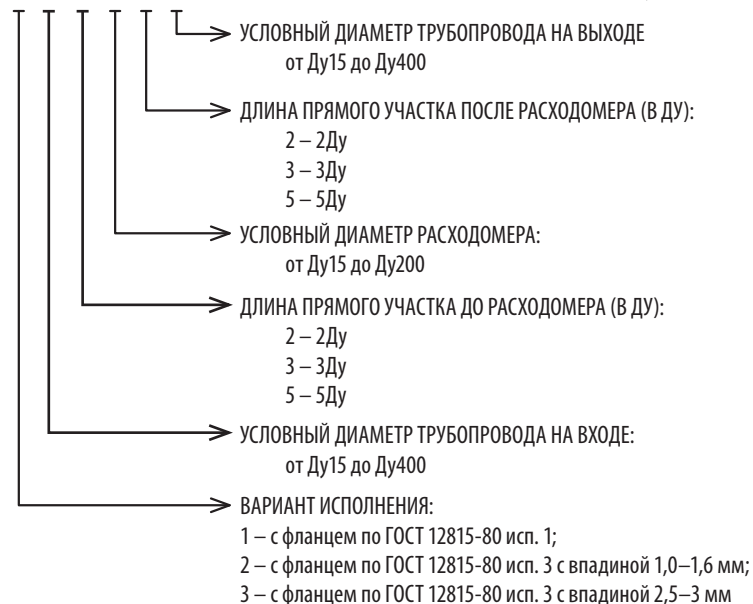 УСЛОВНЫЙ ДИАМЕТР ТРУБОПРОВОДА НА ВЫХОДЕ
от Ду15 до Ду400
ДЛИНА ПРЯМОГО УЧАСТКА ПОСЛЕ РАСХОДОМЕРА (В ДУ):
2 – 2Ду
3 – 3Ду
5 – 5Ду
УСЛОВНЫЙ ДИАМЕТР РАСХОДОМЕРА:
от Ду15 до Ду200
ДЛИНА ПРЯМОГО УЧАСТКА ДО РАСХОДОМЕРА (В ДУ):
2 – 2Ду
3 – 3Ду
5 – 5Ду
УСЛОВНЫЙ ДИАМЕТР ТРУБОПРОВОДА НА ВХОДЕ:
от Ду15 до Ду400
ВАРИАНТ ИСПОЛНЕНИЯ:
1 – с фланцем по ГОСТ 12815-80 исп. 1;
2 – с фланцем по ГОСТ 12815-80 исп. 3 с впадиной 1,0–1,6 мм;
3 – с фланцем по ГОСТ 12815-80 исп. 3 с впадиной 2,5–3 мм